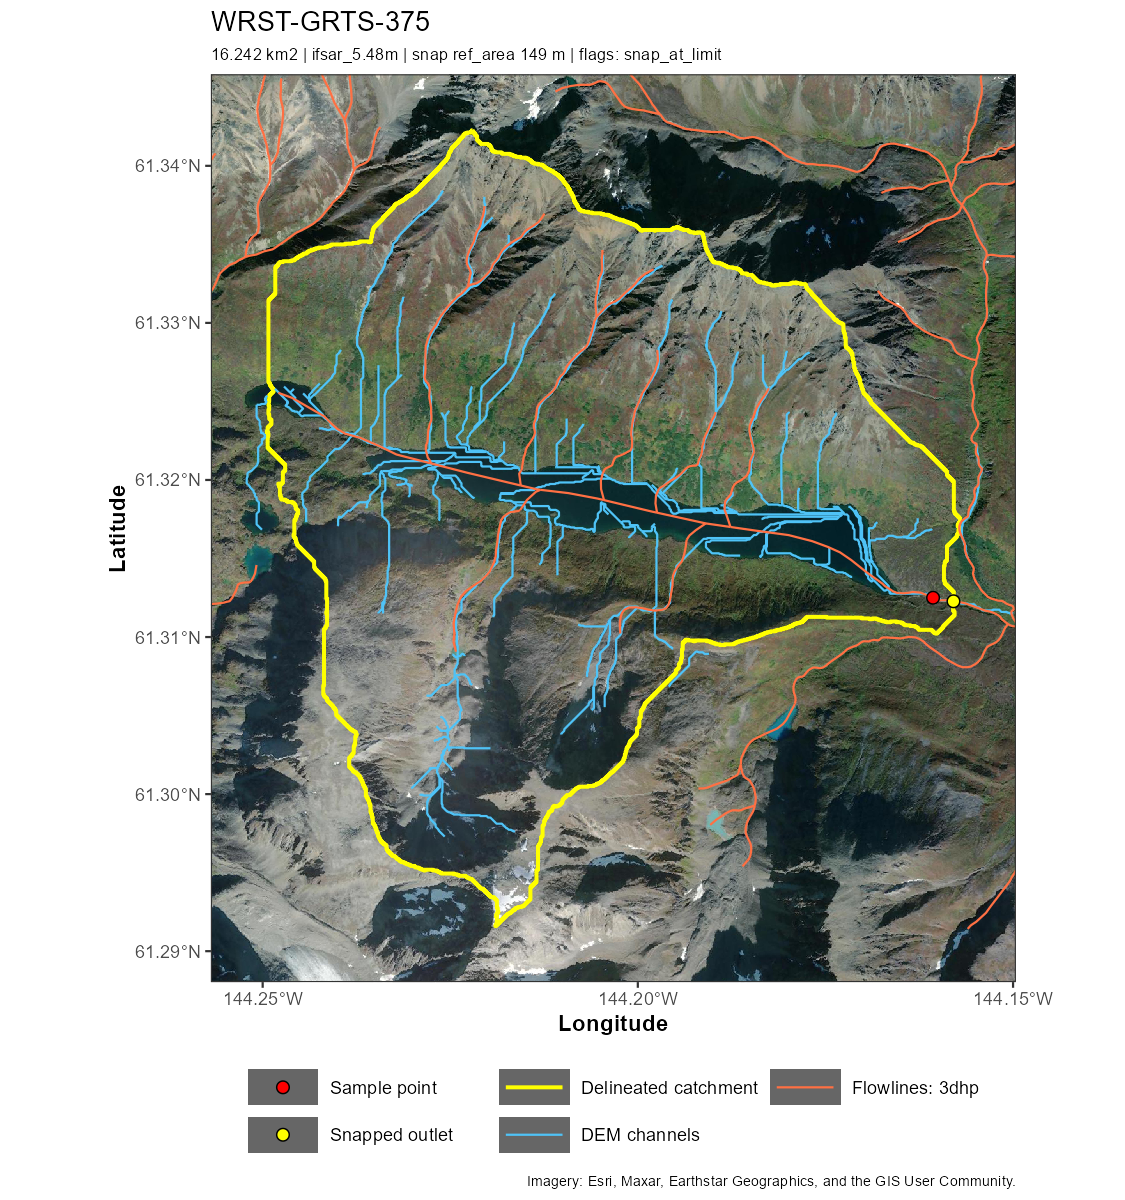 WRST-GRTS-375
16.242 km2 | ifsar_5.48m | snap ref_area 149 m | flags: snap_at_limit
61.34°N
61.33°N
61.32°N
61.31°N
61.30°N
61.29°N
Latitude
144.25°W
144.20°W
144.15°W
Longitude
Sample point
Delineated catchment
Flowlines: 3dhp
Snapped outlet
DEM channels
Imagery: Esri, Maxar, Earthstar Geographics, and the GIS User Community.